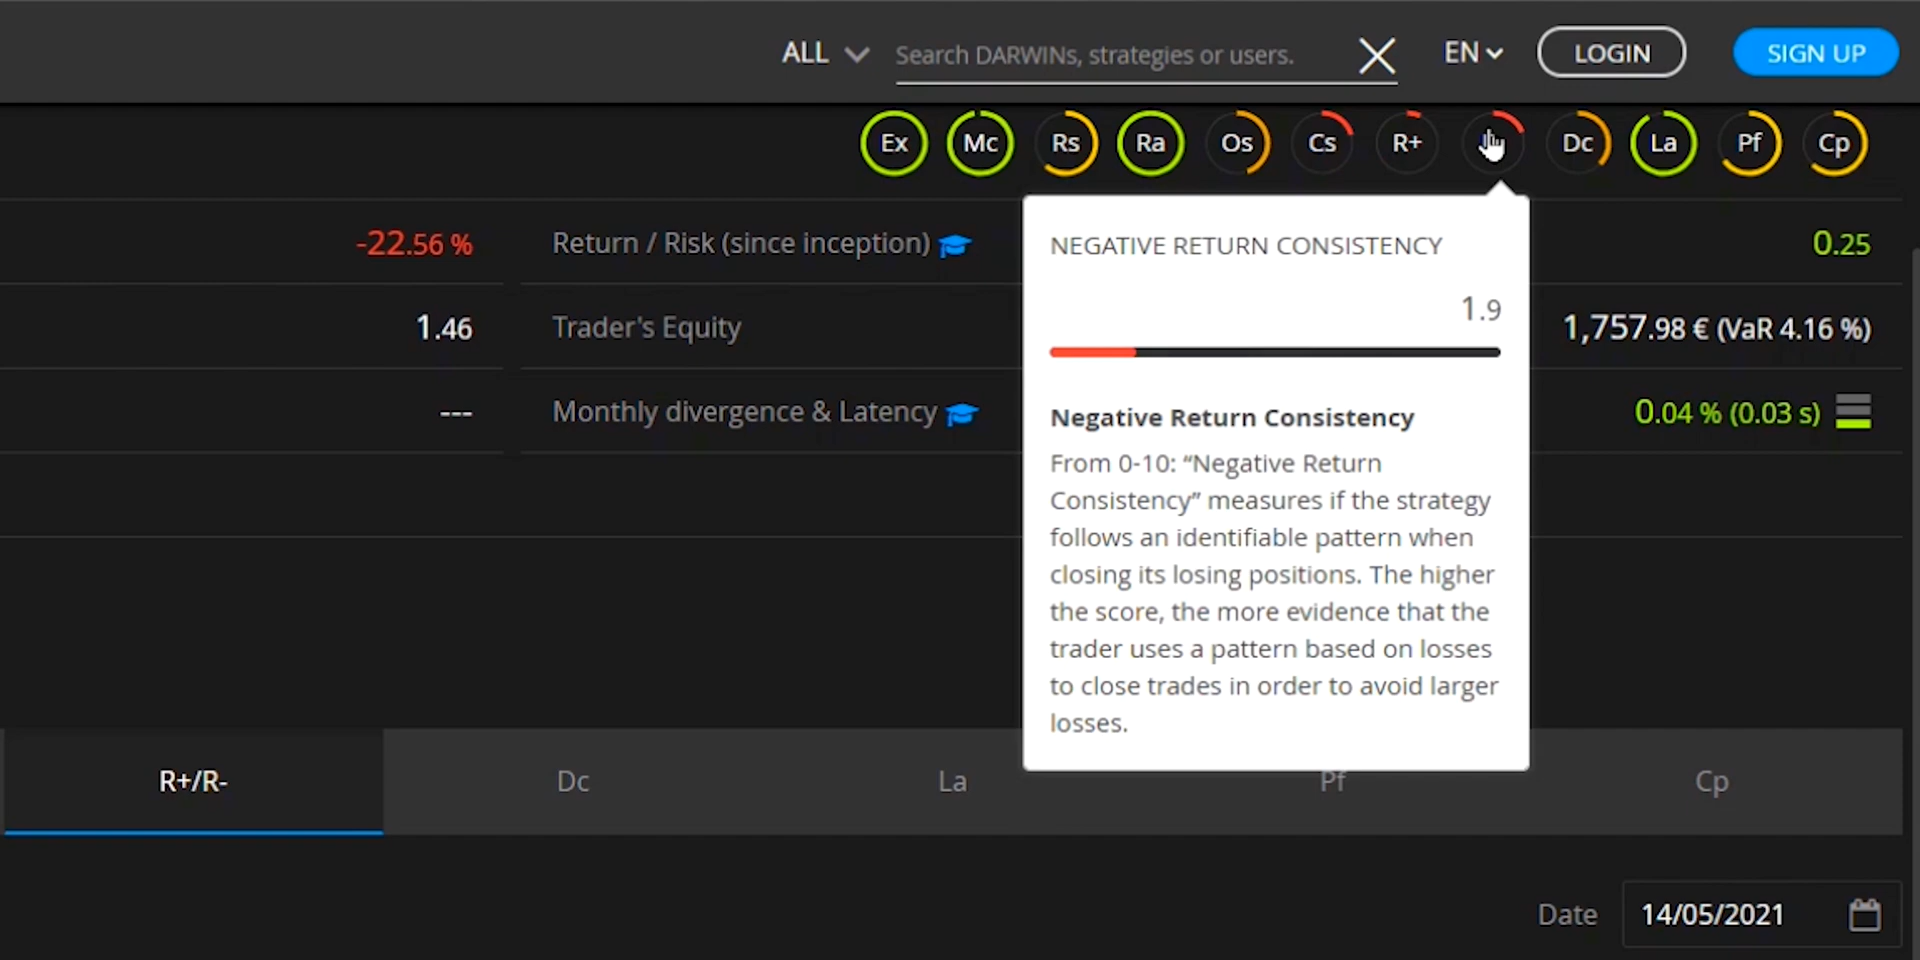 ALL Search DARWINs, strategies or users. EN LOGIN SIGN UP
Ex Mc Rs Ra Os Cs R+ Dc La Pf Cp
-22.56 % Return / Risk (since inception) 0.25
1.46 Trader's Equity 1,757.98 € (VaR 4.16 %)
--- Monthly divergence & Latency 0.04 % (0.03 s)
NEGATIVE RETURN CONSISTENCY
1.9
Negative Return Consistency
From 0-10: “Negative Return
Consistency” measures if the strategy
follows an identifiable pattern when
closing its losing positions. The higher
the score, the more evidence that the
trader uses a pattern based on losses
to close trades in order to avoid larger
losses.
R+/R- Dc La Pf Cp
Date 14/05/2021